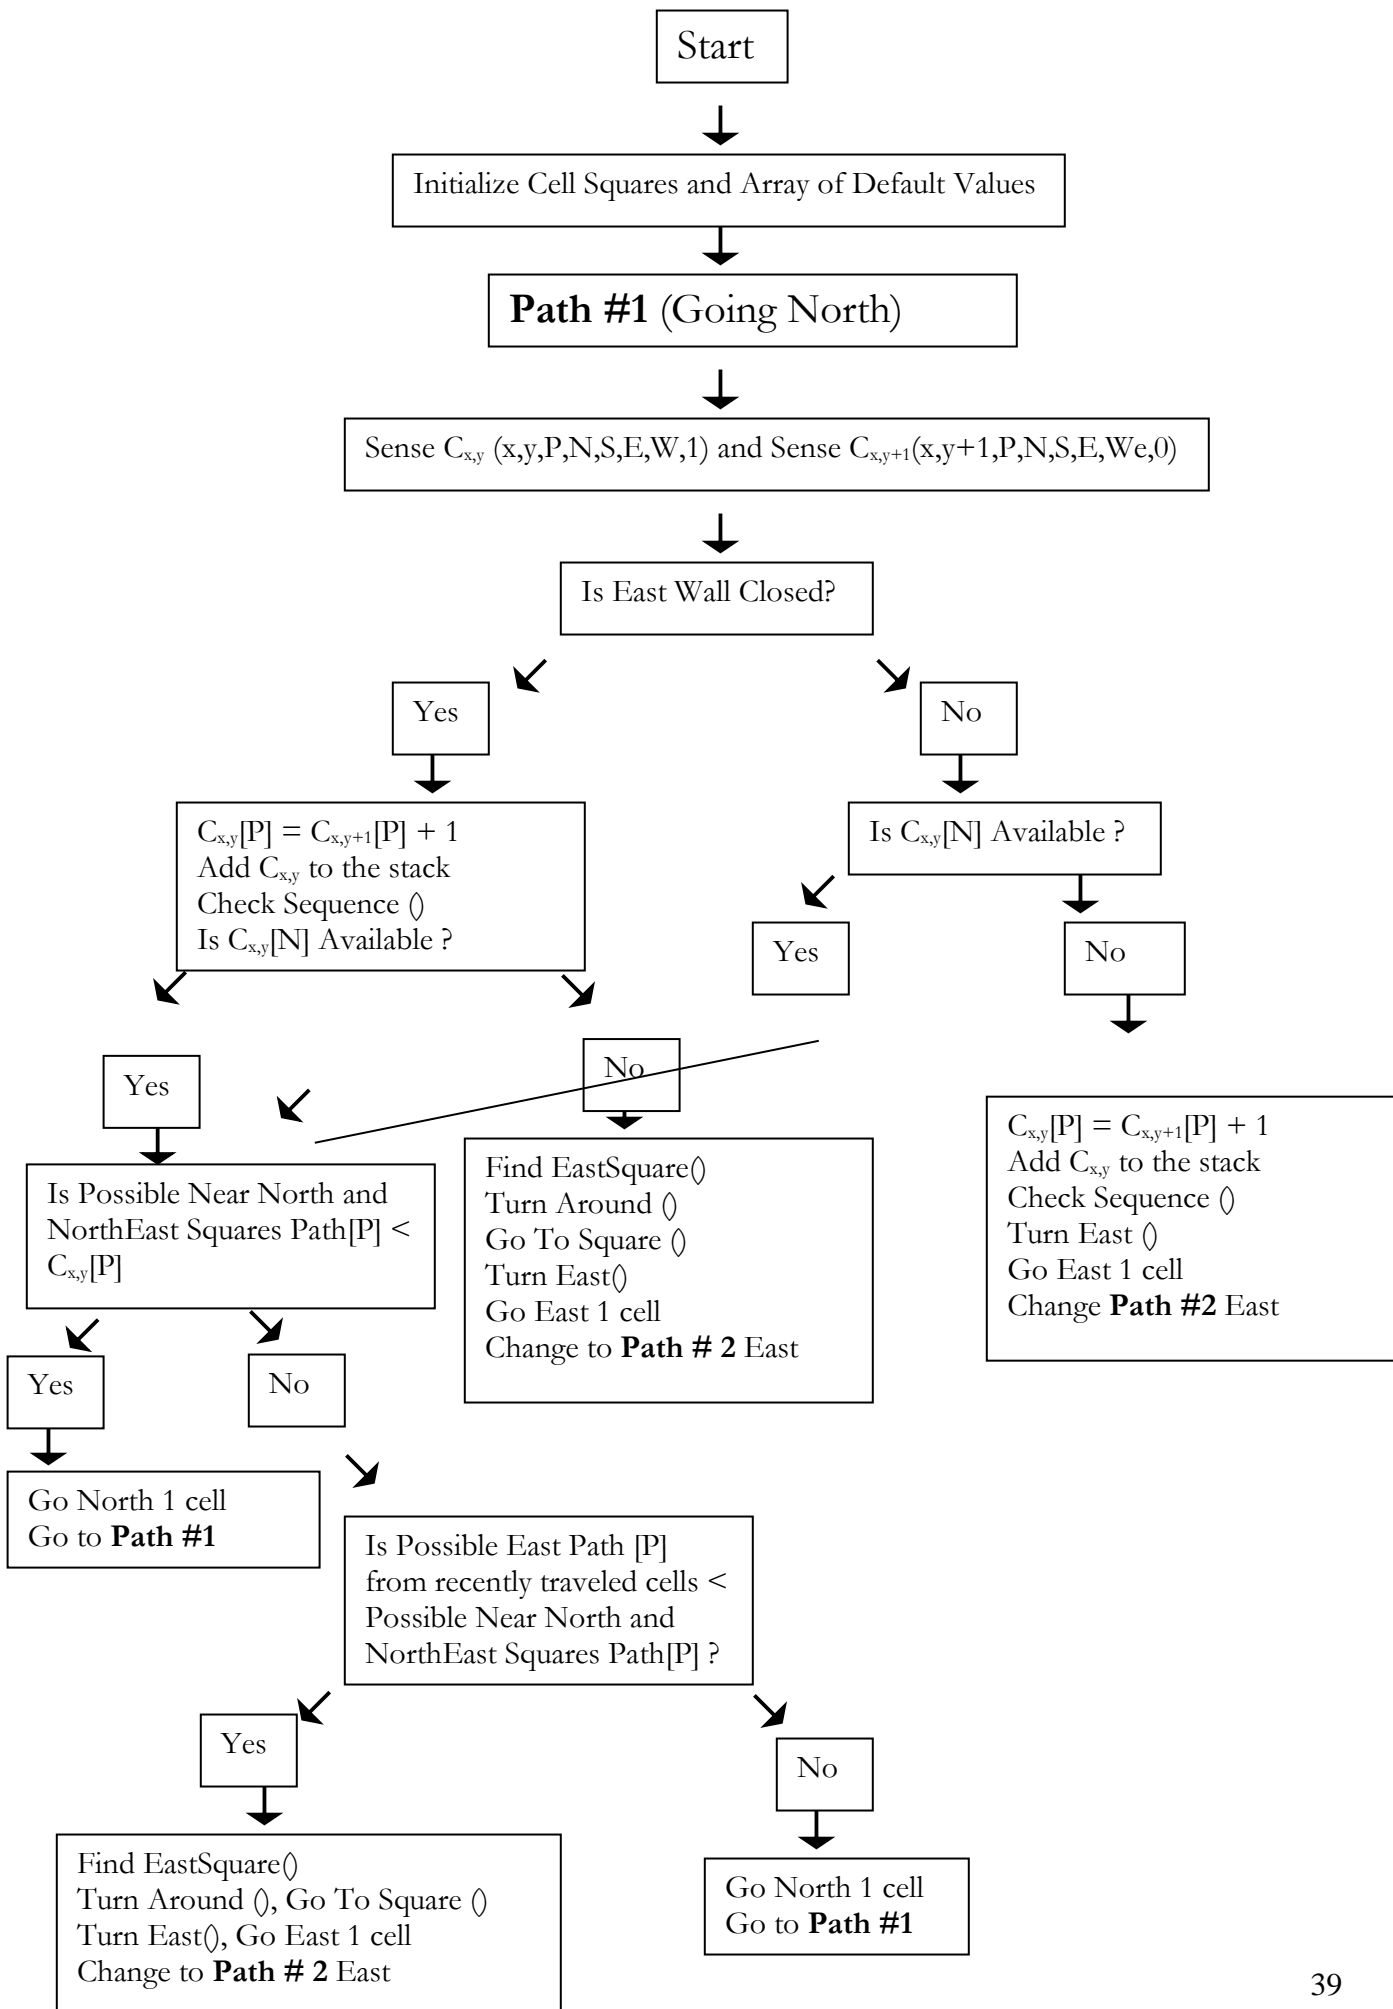 Start
Initialize Cell Squares and Array of Default Values
Path #1 (Going North)
Sense Cx,y (x,y,P,N,S,E,W,1) and Sense Cx,y+1(x,y+1,P,N,S,E,We,0)
Is East Wall Closed?
Yes
No
Cx,y[P] = Cx,y+1[P] + 1
Add Cx,y to the stack
Check Sequence ()
Is Cx,y[N] Available ?
Is Cx,y[N] Available ?
Yes
No
Yes
No
Is Possible Near North and
NorthEast Squares Path[P] <
Cx,y[P]
Find EastSquare()
Turn Around ()
Go To Square ()
Turn East()
Go East 1 cell
Change to Path # 2 East
Cx,y[P] = Cx,y+1[P] + 1
Add Cx,y to the stack
Check Sequence ()
Turn East ()
Go East 1 cell
Change Path #2 East
Yes
No
Go North 1 cell
Go to Path #1
Is Possible East Path [P]
from recently traveled cells <
Possible Near North and
NorthEast Squares Path[P] ?
Yes
No
Find EastSquare()
Turn Around (), Go To Square ()
Turn East(), Go East 1 cell
Change to Path # 2 East
Go North 1 cell
Go to Path #1
39